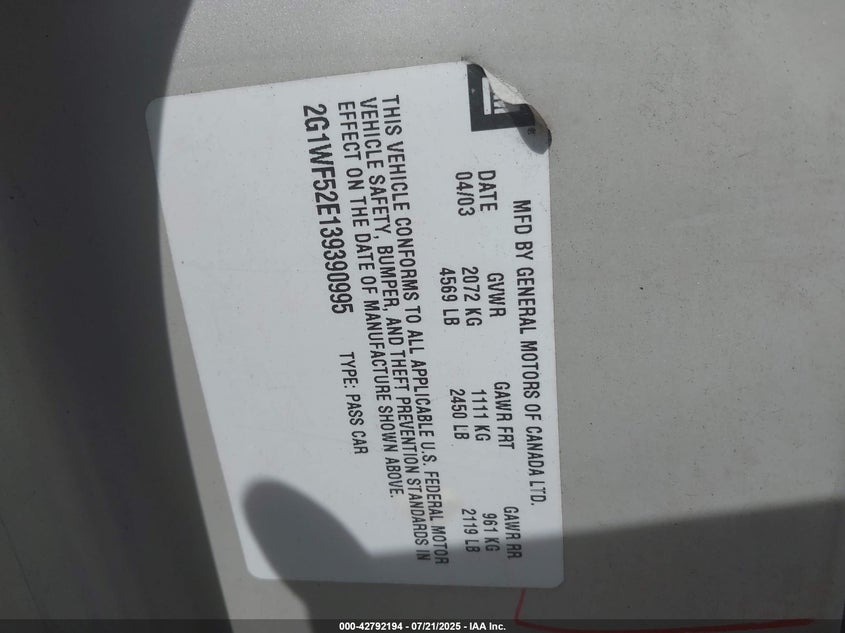 GM
®
MFD BY GENERAL MOTORS OF CANADA LTD.
DATE GVWR GAWR FRT GAWR RR
04/03 2072 KG 1111 KG 961 KG
4569 LB 2450 LB 2119 LB
THIS VEHICLE CONFORMS TO ALL APPLICABLE U.S. FEDERAL MOTOR
VEHICLE SAFETY, BUMPER, AND THEFT PREVENTION STANDARDS IN
EFFECT ON THE DATE OF MANUFACTURE SHOWN ABOVE.
2G1WF52E139390995 TYPE: PASS CAR
000-42792194 - 07/21/2025 - IAA Inc.